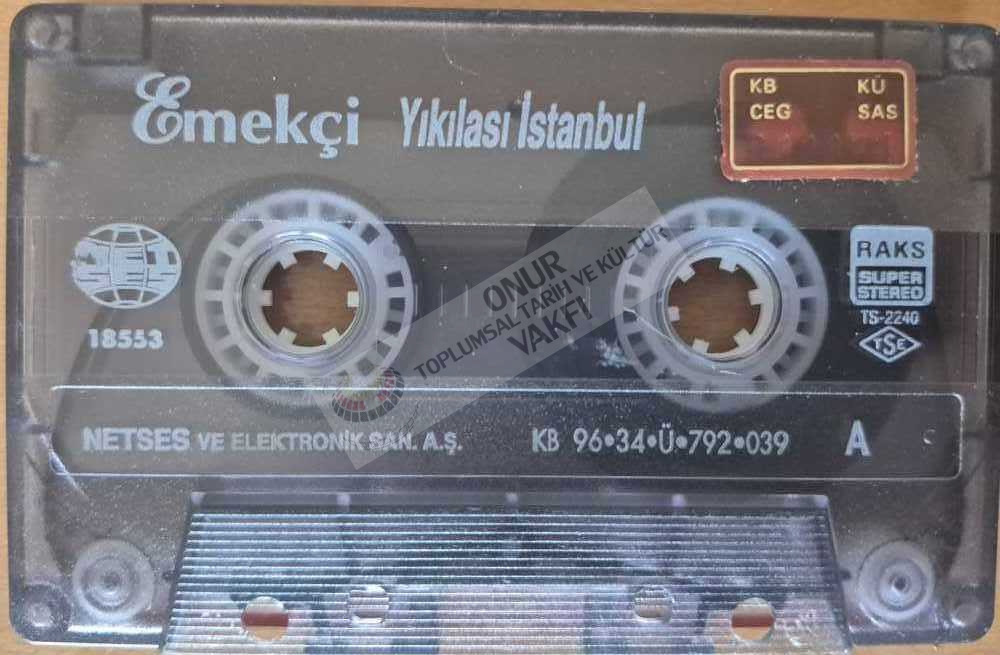 Emekçi Yıkılası İstanbul
KB KÜ
CEG SAS
18553
RAKS
SUPER
STEREO
TS-2240
TSE
ONUR
TOPLUMSAL TARİH VE KÜLTÜR
VAKFI
NETSES VE ELEKTRONİK SAN. A.Ş. KB 96•34•Ü•792•039 A